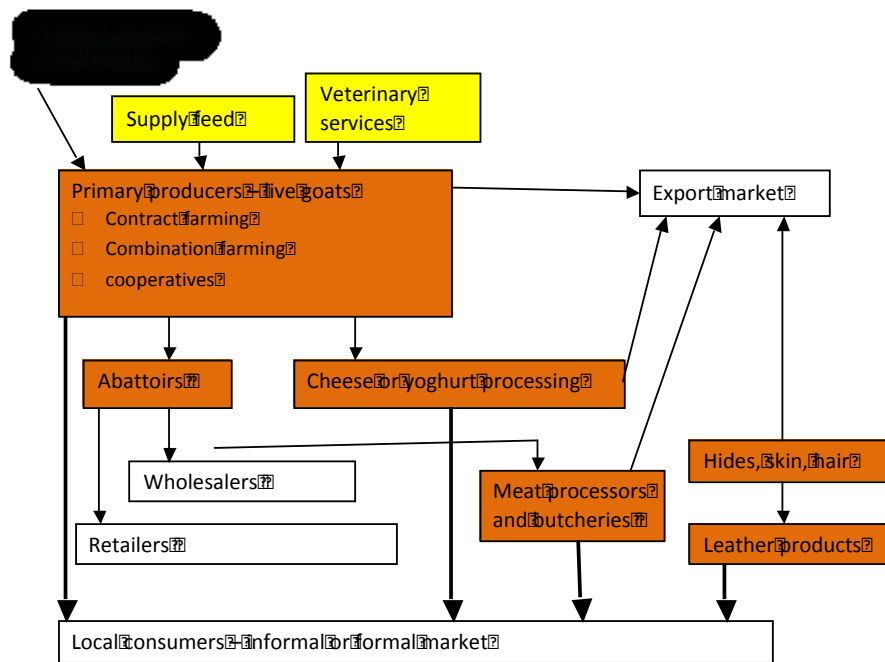 Supply feed
Veterinary
services
Primary producers – live goats
Contract farming
Combination farming
cooperatives
Export market
Abattoirs
Cheese or yoghurt processing
Wholesalers
Meat processors
and butcheries
Hides, skin, hair
Retailers
Leather products
Local consumers – informal or formal market